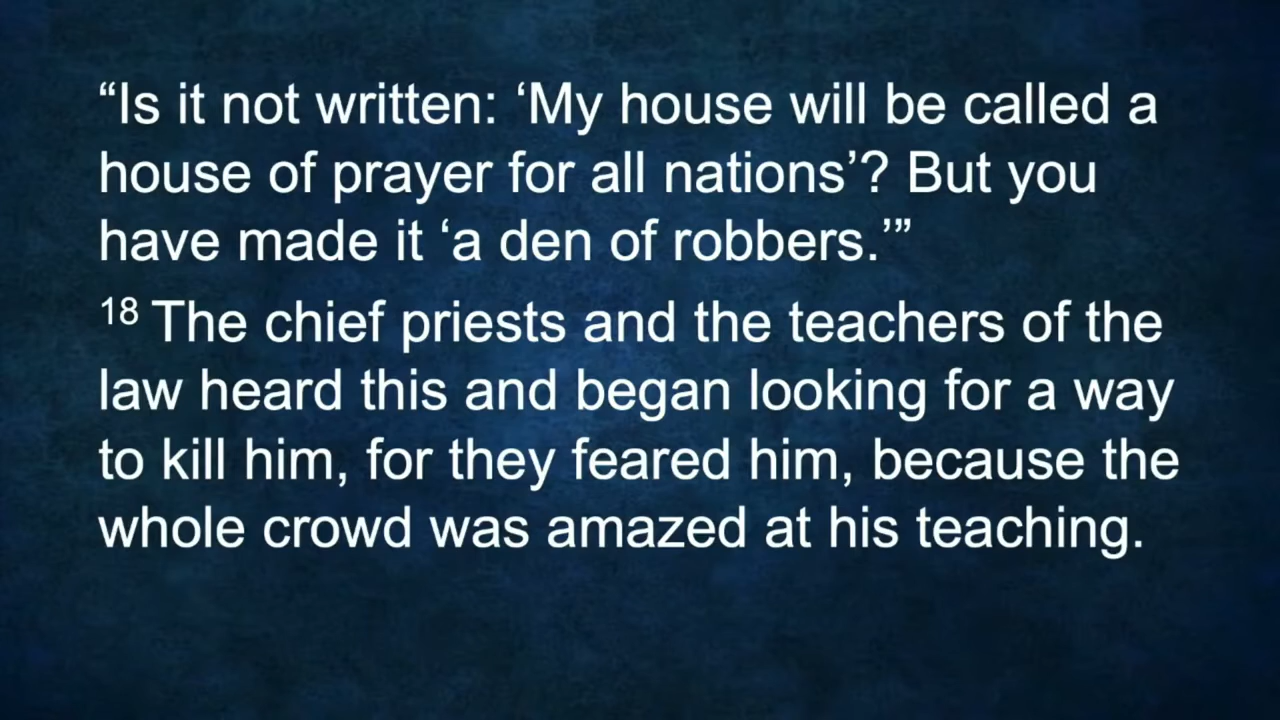 “Is it not written: ‘My house will be called a
house of prayer for all nations’? But you
have made it ‘a den of robbers.’”
18 The chief priests and the teachers of the
law heard this and began looking for a way
to kill him, for they feared him, because the
whole crowd was amazed at his teaching.